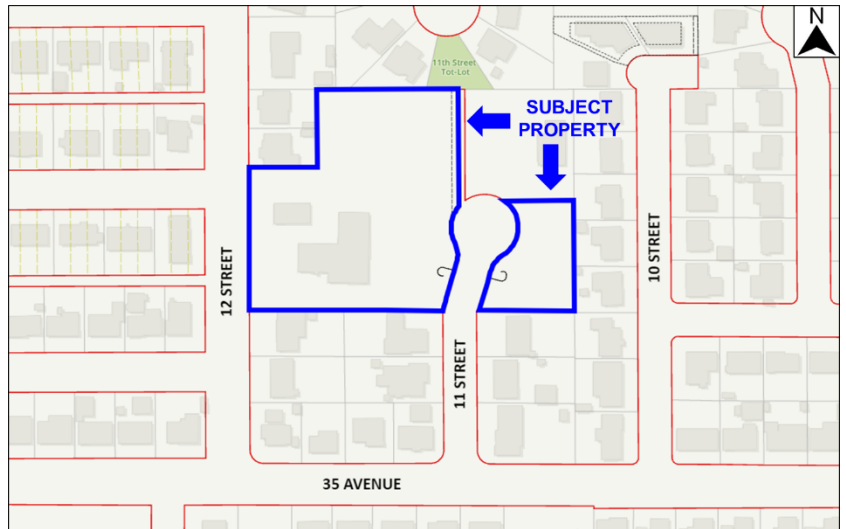 N
11th Street
Tot-Lot
SUBJECT
PROPERTY
12 STREET
10 STREET
11 STREET
35 AVENUE